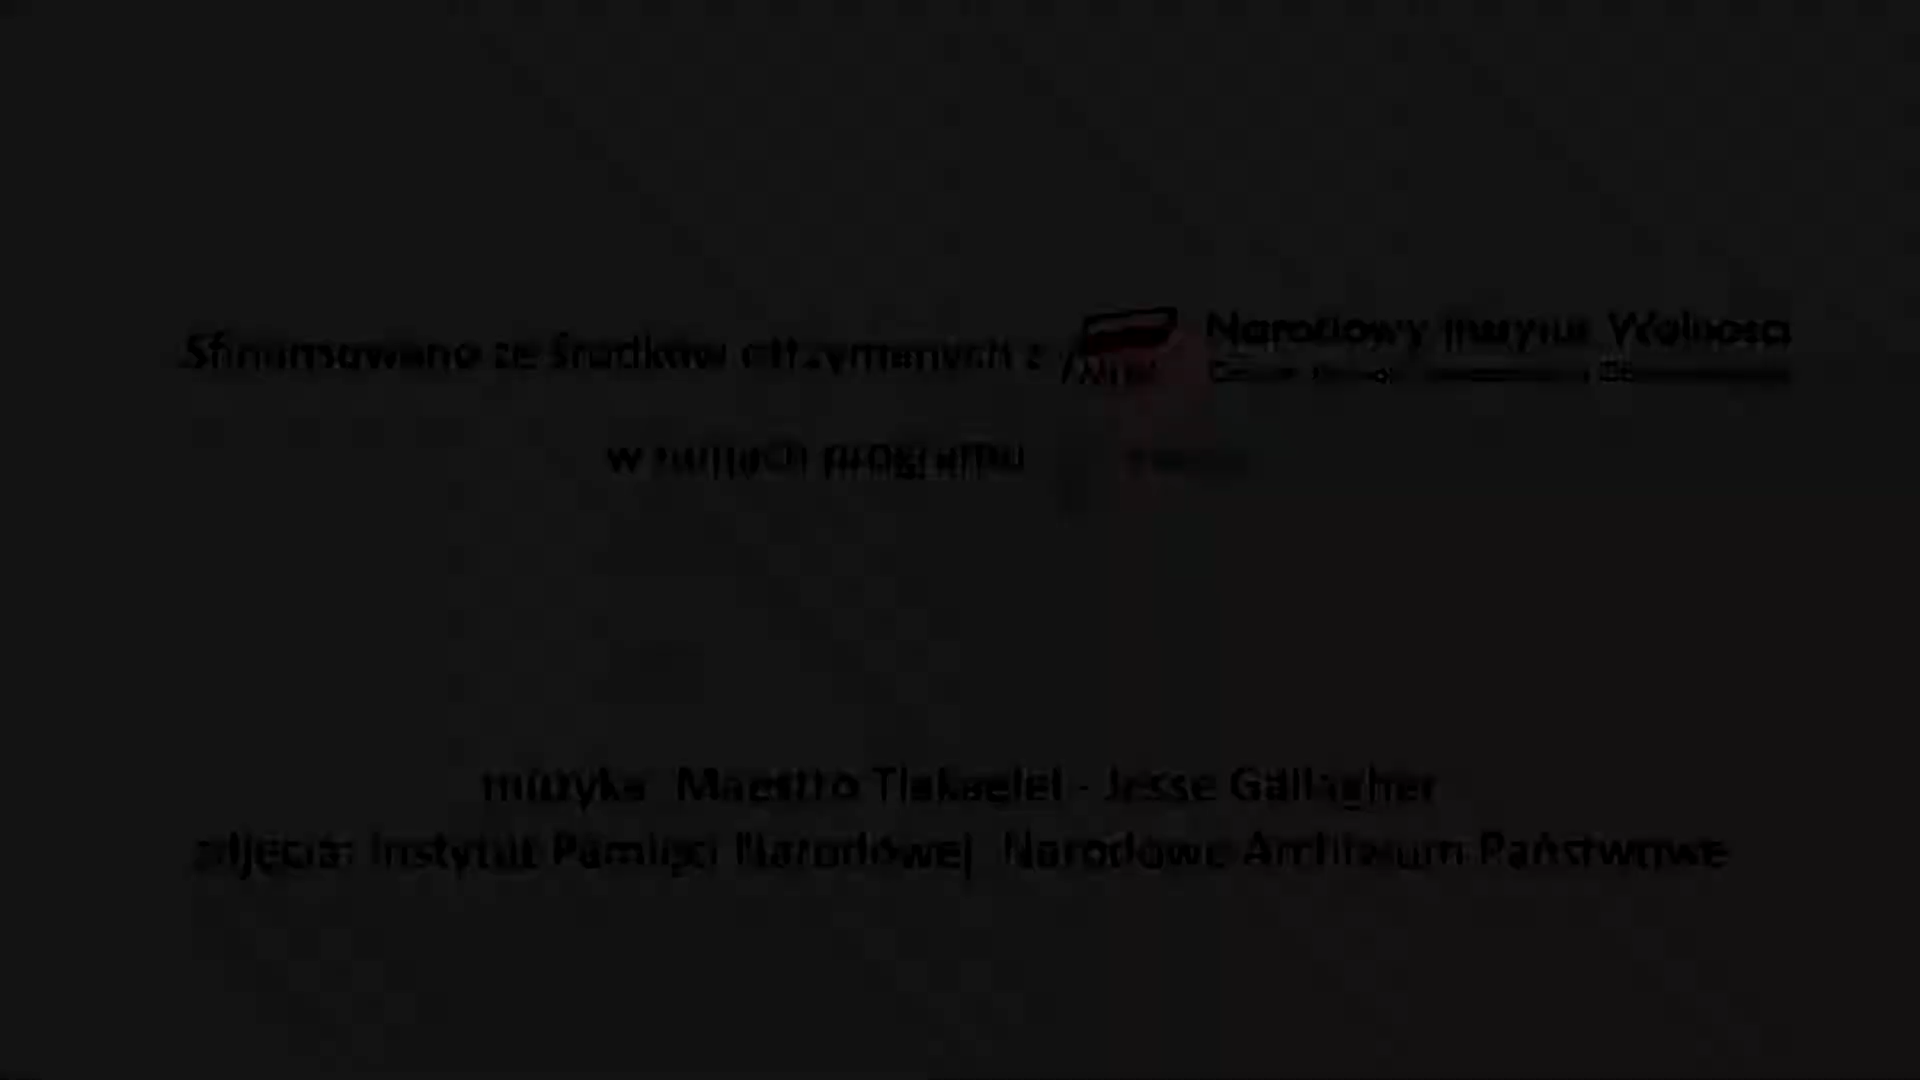 Sfinansowano ze środków otrzymanych z Narodowy Instytut Wolności
w ramach programu
muzyka: Maestro Tlakaelel - Jesse Gallagher
zdjęcia: Instytut Pamięci Narodowej, Narodowe Archiwum Państwowe